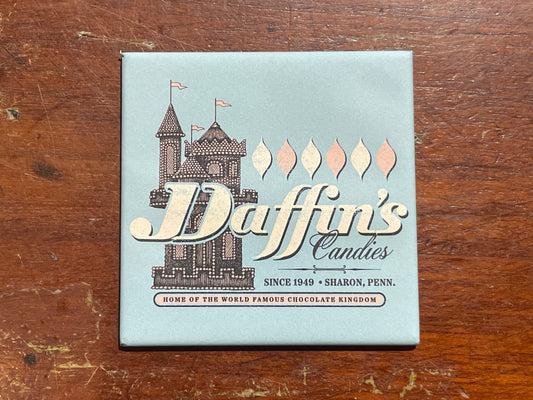 Daffin's
Candies
SINCE 1949 • SHARON, PENN.
HOME OF THE WORLD FAMOUS CHOCOLATE KINGDOM